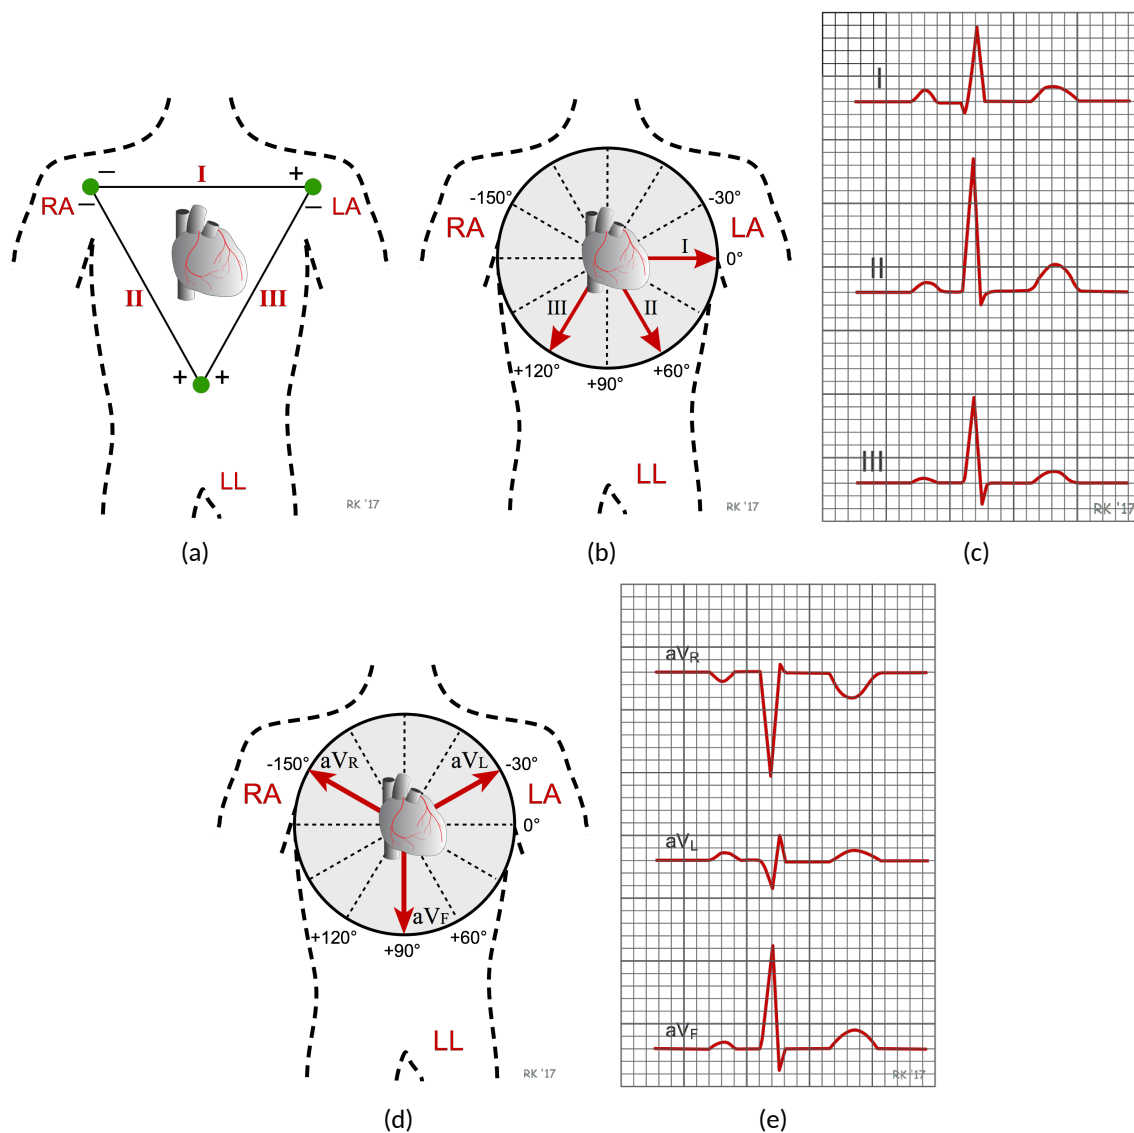 − I +
RA − − LA
II III
+ +
LL
RK '17
(a)
-150° -30°
RA LA
I
0°
III II
+120° +60°
+90°
LL
RK '17
(b)
I
II
III
RK '17
(c)
-150° aVR aVL -30°
RA LA
0°
aVF
+120° +60°
+90°
LL
RK '17
(d)
aVR
aVL
aVF
RK '17
(e)